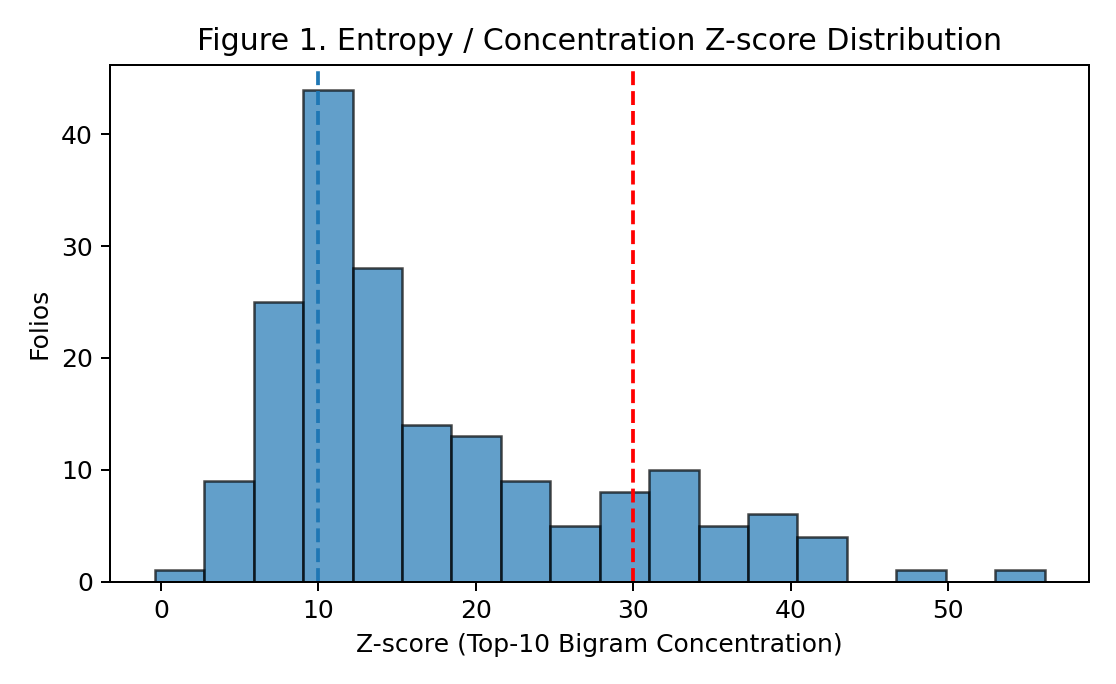 Figure 1. Entropy / Concentration Z-score Distribution
Folios
40
30
20
10
0
0 10 20 30 40 50
Z-score (Top-10 Bigram Concentration)